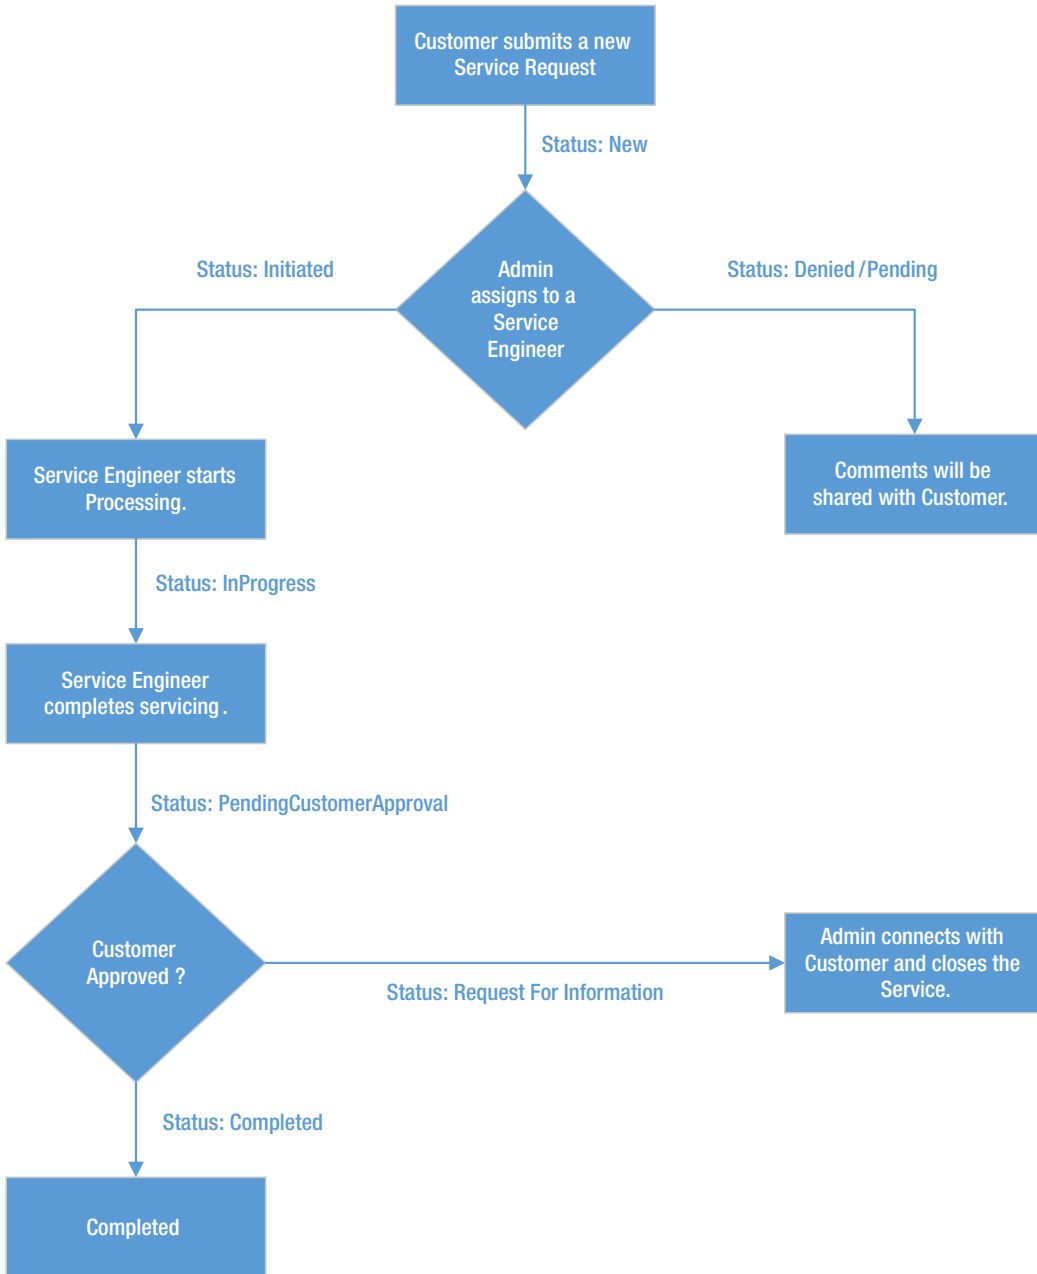 Customer submits a new
Service Request
Status: New
Status: Initiated
Admin
assigns to a
Service
Engineer
Status: Denied/Pending
Service Engineer starts
Processing.
Comments will be
shared with Customer.
Status: InProgress
Service Engineer
completes servicing.
Status: PendingCustomerApproval
Customer
Approved ?
Status: Request For Information
Admin connects with
Customer and closes the
Service.
Status: Completed
Completed